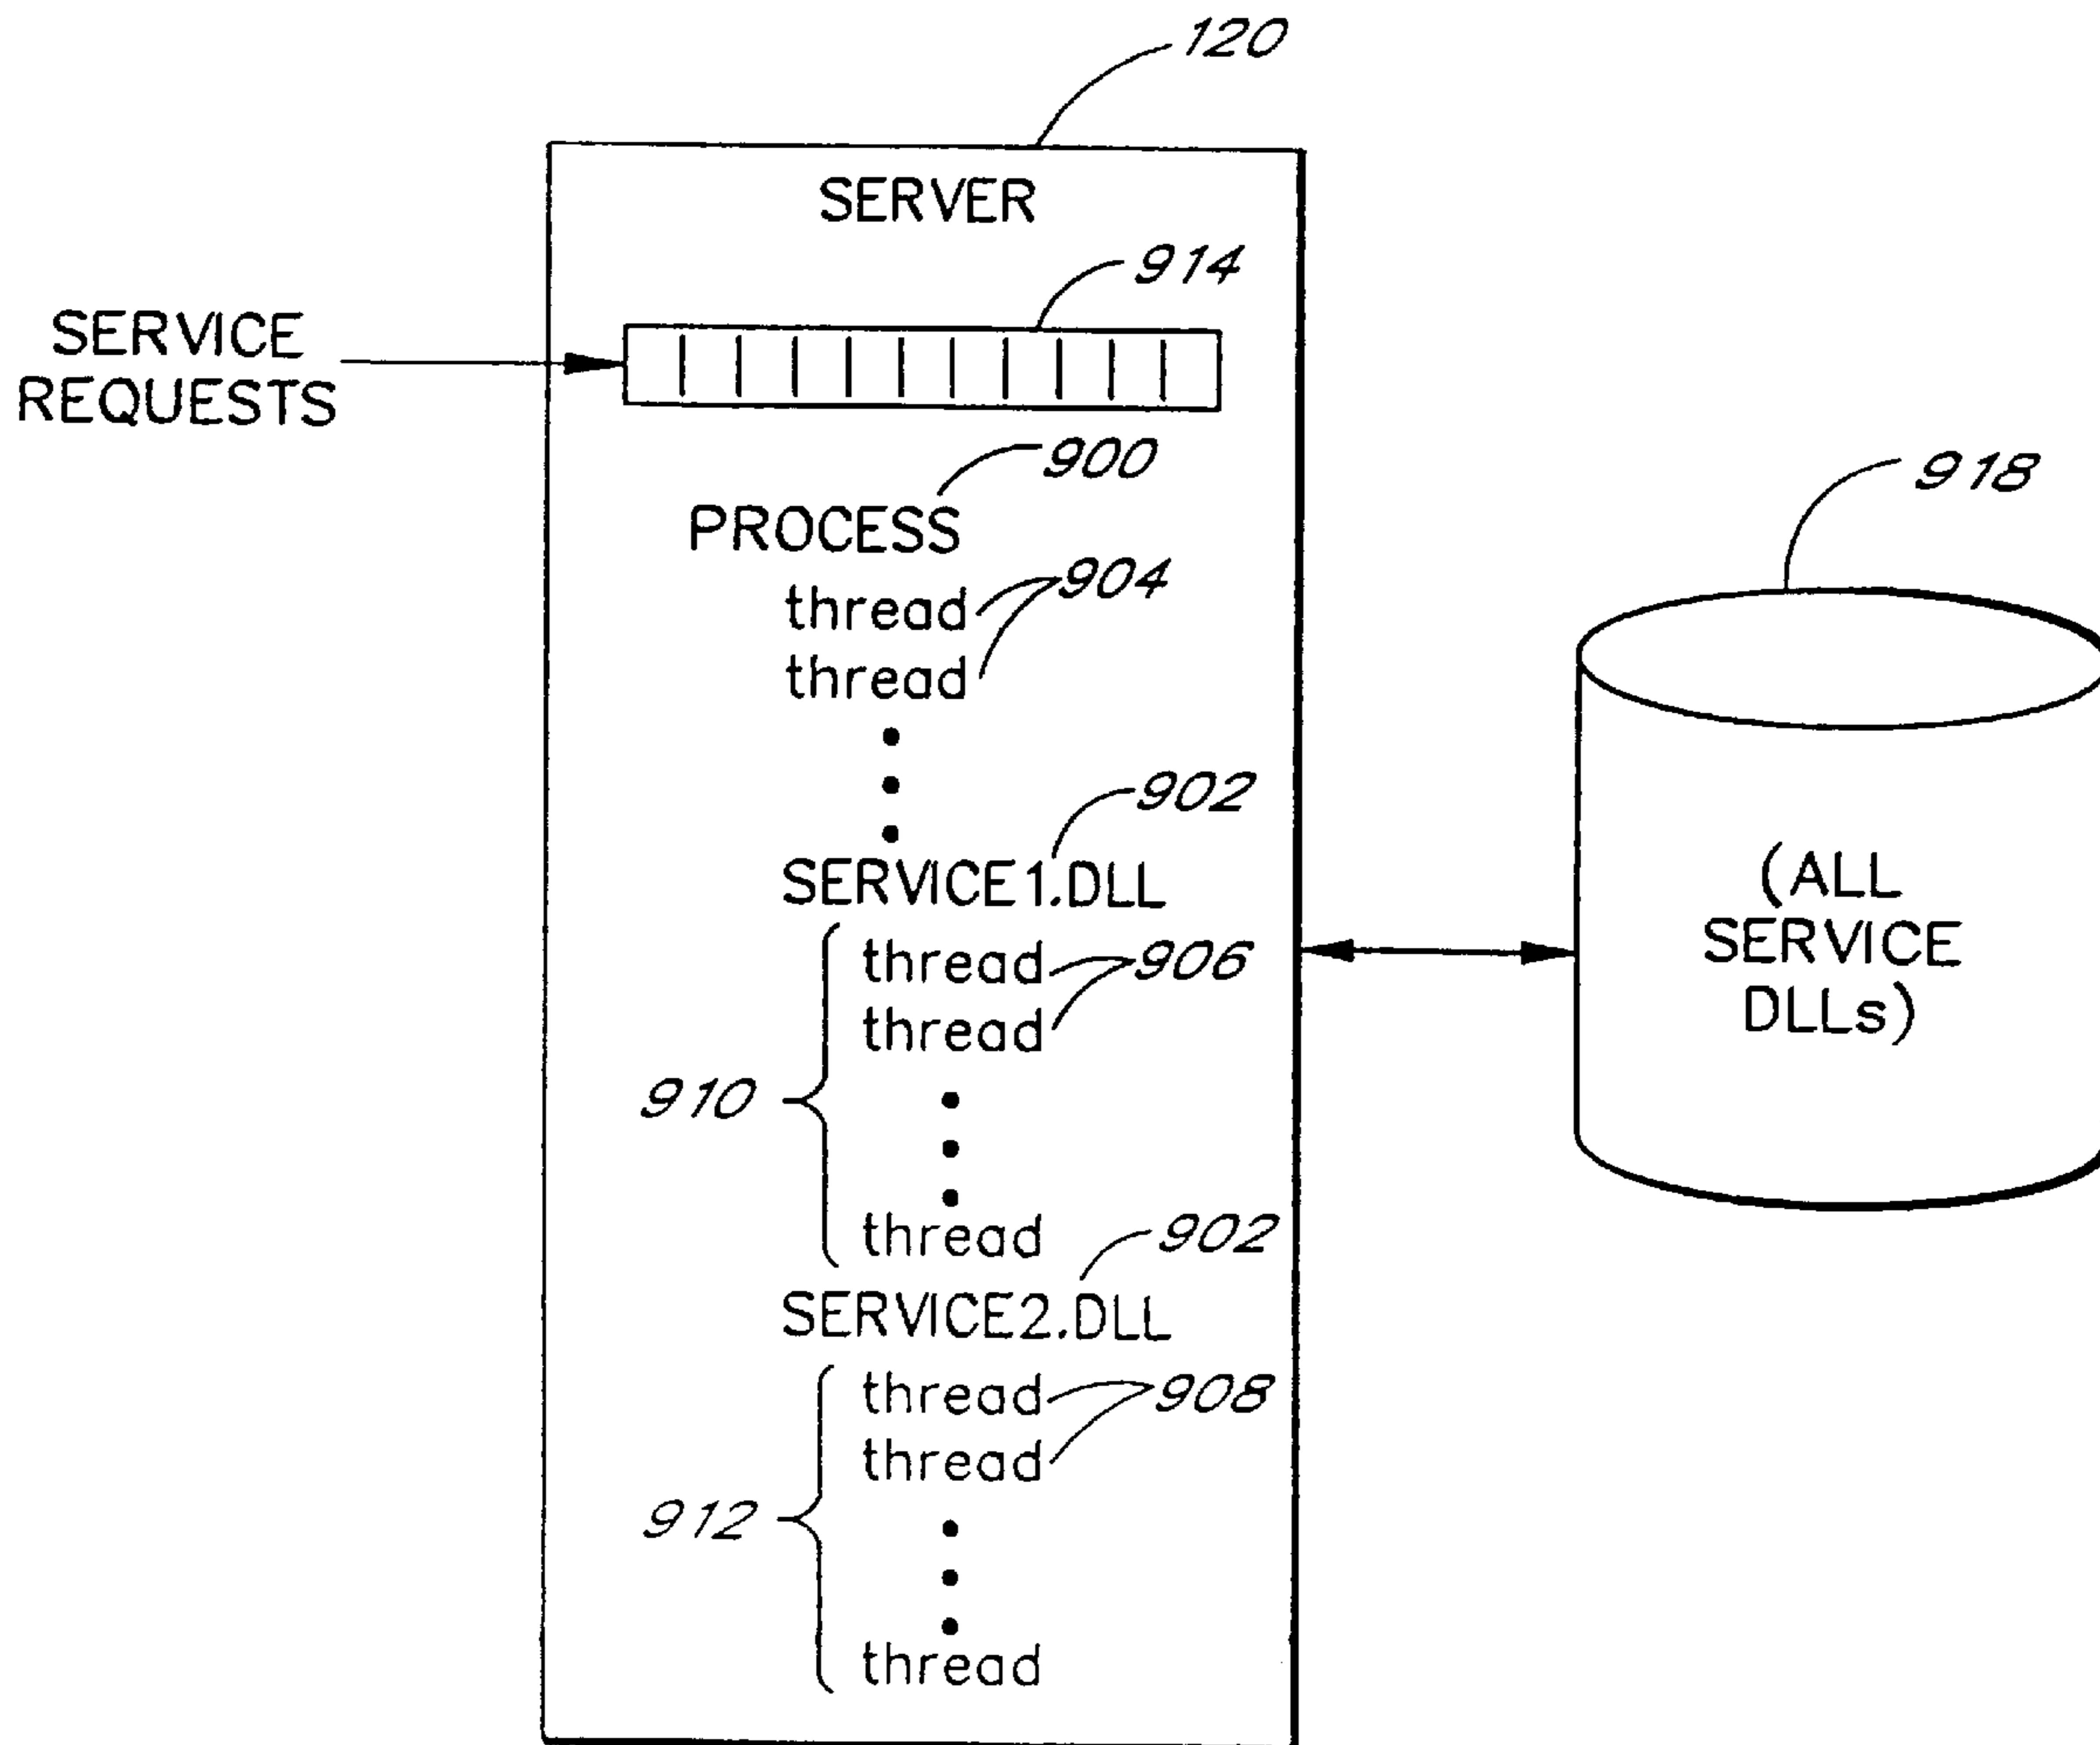 120
SERVER
914
SERVICE
REQUESTS
900
PROCESS
918
904
thread
thread
902
SERVICE1.DLL
(ALL
SERVICE
DLLs)
thread
906
thread
910
thread
902
SERVICE2.DLL
thread
908
thread
912
thread